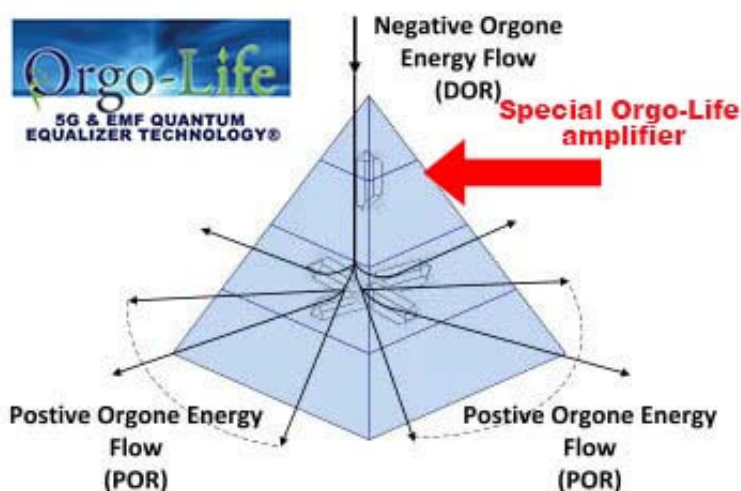 Orgo-Life
5G & EMF QUANTUM
EQUALIZER TECHNOLOGY®
Negative Orgone
Energy Flow
(DOR)
Special Orgo-Life
amplifier
Postive Orgone Energy
Flow
(POR)
Postive Orgone Energy
Flow
(POR)